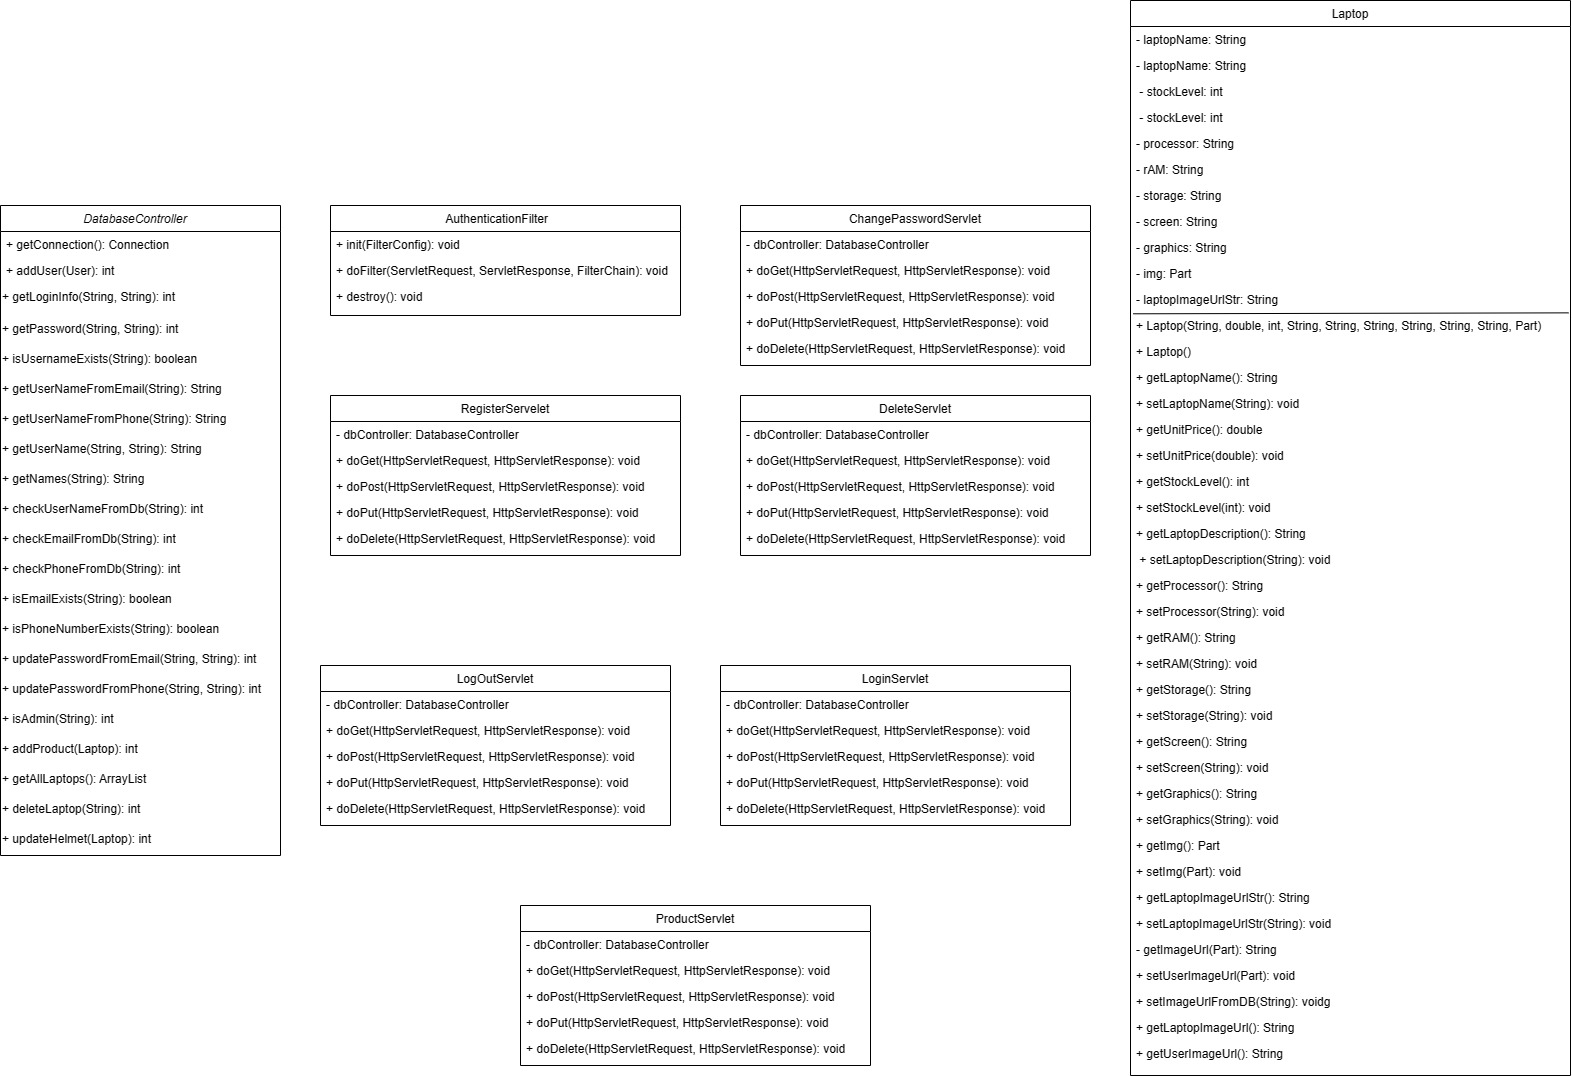 DatabaseController
+ getConnection(): Connection
+ addUser(User): int
+ getLoginInfo(String, String): int
+ getPassword(String, String): int
+ isUsernameExists(String): boolean
+ getUserNameFromEmail(String): String
+ getUserNameFromPhone(String): String
+ getUserName(String, String): String
+ getNames(String): String
+ checkUserNameFromDb(String): int
+ checkEmailFromDb(String): int
+ checkPhoneFromDb(String): int
+ isEmailExists(String): boolean
+ isPhoneNumberExists(String): boolean
+ updatePasswordFromEmail(String, String): int
+ updatePasswordFromPhone(String, String): int
+ isAdmin(String): int
+ addProduct(Laptop): int
+ getAllLaptops(): ArrayList
+ deleteLaptop(String): int
+ updateHelmet(Laptop): int
AuthenticationFilter
+ init(FilterConfig): void
+ doFilter(ServletRequest, ServletResponse, FilterChain): void
+ destroy(): void
ChangePasswordServlet
- dbController: DatabaseController
+ doGet(HttpServletRequest, HttpServletResponse): void
+ doPost(HttpServletRequest, HttpServletResponse): void
+ doPut(HttpServletRequest, HttpServletResponse): void
+ doDelete(HttpServletRequest, HttpServletResponse): void
RegisterServelet
- dbController: DatabaseController
+ doGet(HttpServletRequest, HttpServletResponse): void
+ doPost(HttpServletRequest, HttpServletResponse): void
+ doPut(HttpServletRequest, HttpServletResponse): void
+ doDelete(HttpServletRequest, HttpServletResponse): void
DeleteServlet
- dbController: DatabaseController
+ doGet(HttpServletRequest, HttpServletResponse): void
+ doPost(HttpServletRequest, HttpServletResponse): void
+ doPut(HttpServletRequest, HttpServletResponse): void
+ doDelete(HttpServletRequest, HttpServletResponse): void
LogOutServlet
- dbController: DatabaseController
+ doGet(HttpServletRequest, HttpServletResponse): void
+ doPost(HttpServletRequest, HttpServletResponse): void
+ doPut(HttpServletRequest, HttpServletResponse): void
+ doDelete(HttpServletRequest, HttpServletResponse): void
LoginServlet
- dbController: DatabaseController
+ doGet(HttpServletRequest, HttpServletResponse): void
+ doPost(HttpServletRequest, HttpServletResponse): void
+ doPut(HttpServletRequest, HttpServletResponse): void
+ doDelete(HttpServletRequest, HttpServletResponse): void
ProductServlet
- dbController: DatabaseController
+ doGet(HttpServletRequest, HttpServletResponse): void
+ doPost(HttpServletRequest, HttpServletResponse): void
+ doPut(HttpServletRequest, HttpServletResponse): void
+ doDelete(HttpServletRequest, HttpServletResponse): void
Laptop
- laptopName: String
- laptopName: String
- stockLevel: int
- stockLevel: int
- processor: String
- rAM: String
- storage: String
- screen: String
- graphics: String
- img: Part
- laptopImageUrlStr: String
+ Laptop(String, double, int, String, String, String, String, String, String, Part)
+ Laptop()
+ getLaptopName(): String
+ setLaptopName(String): void
+ getUnitPrice(): double
+ setUnitPrice(double): void
+ getStockLevel(): int
+ setStockLevel(int): void
+ getLaptopDescription(): String
+ setLaptopDescription(String): void
+ getProcessor(): String
+ setProcessor(String): void
+ getRAM(): String
+ setRAM(String): void
+ getStorage(): String
+ setStorage(String): void
+ getScreen(): String
+ setScreen(String): void
+ getGraphics(): String
+ setGraphics(String): void
+ getImg(): Part
+ setImg(Part): void
+ getLaptopImageUrlStr(): String
+ setLaptopImageUrlStr(String): void
- getImageUrl(Part): String
+ setUserImageUrl(Part): void
+ setImageUrlFromDB(String): voidg
+ getLaptopImageUrl(): String
+ getUserImageUrl(): String